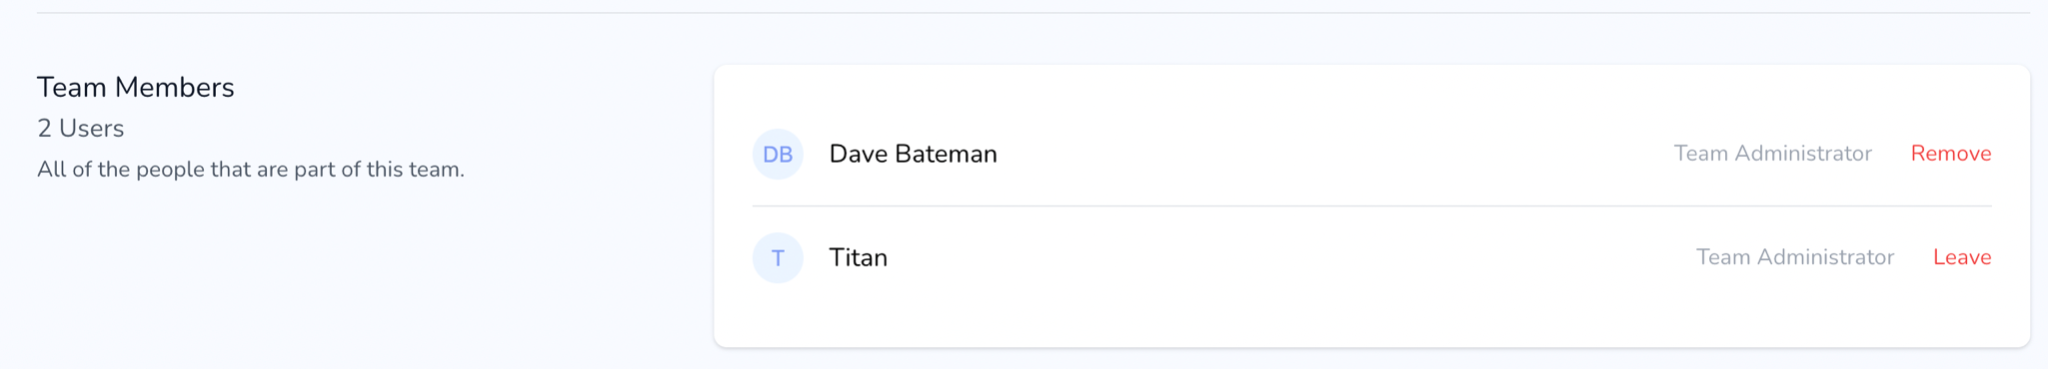 Team Members
2 Users
All of the people that are part of this team.
DB Dave Bateman Team Administrator Remove
T Titan Team Administrator Leave